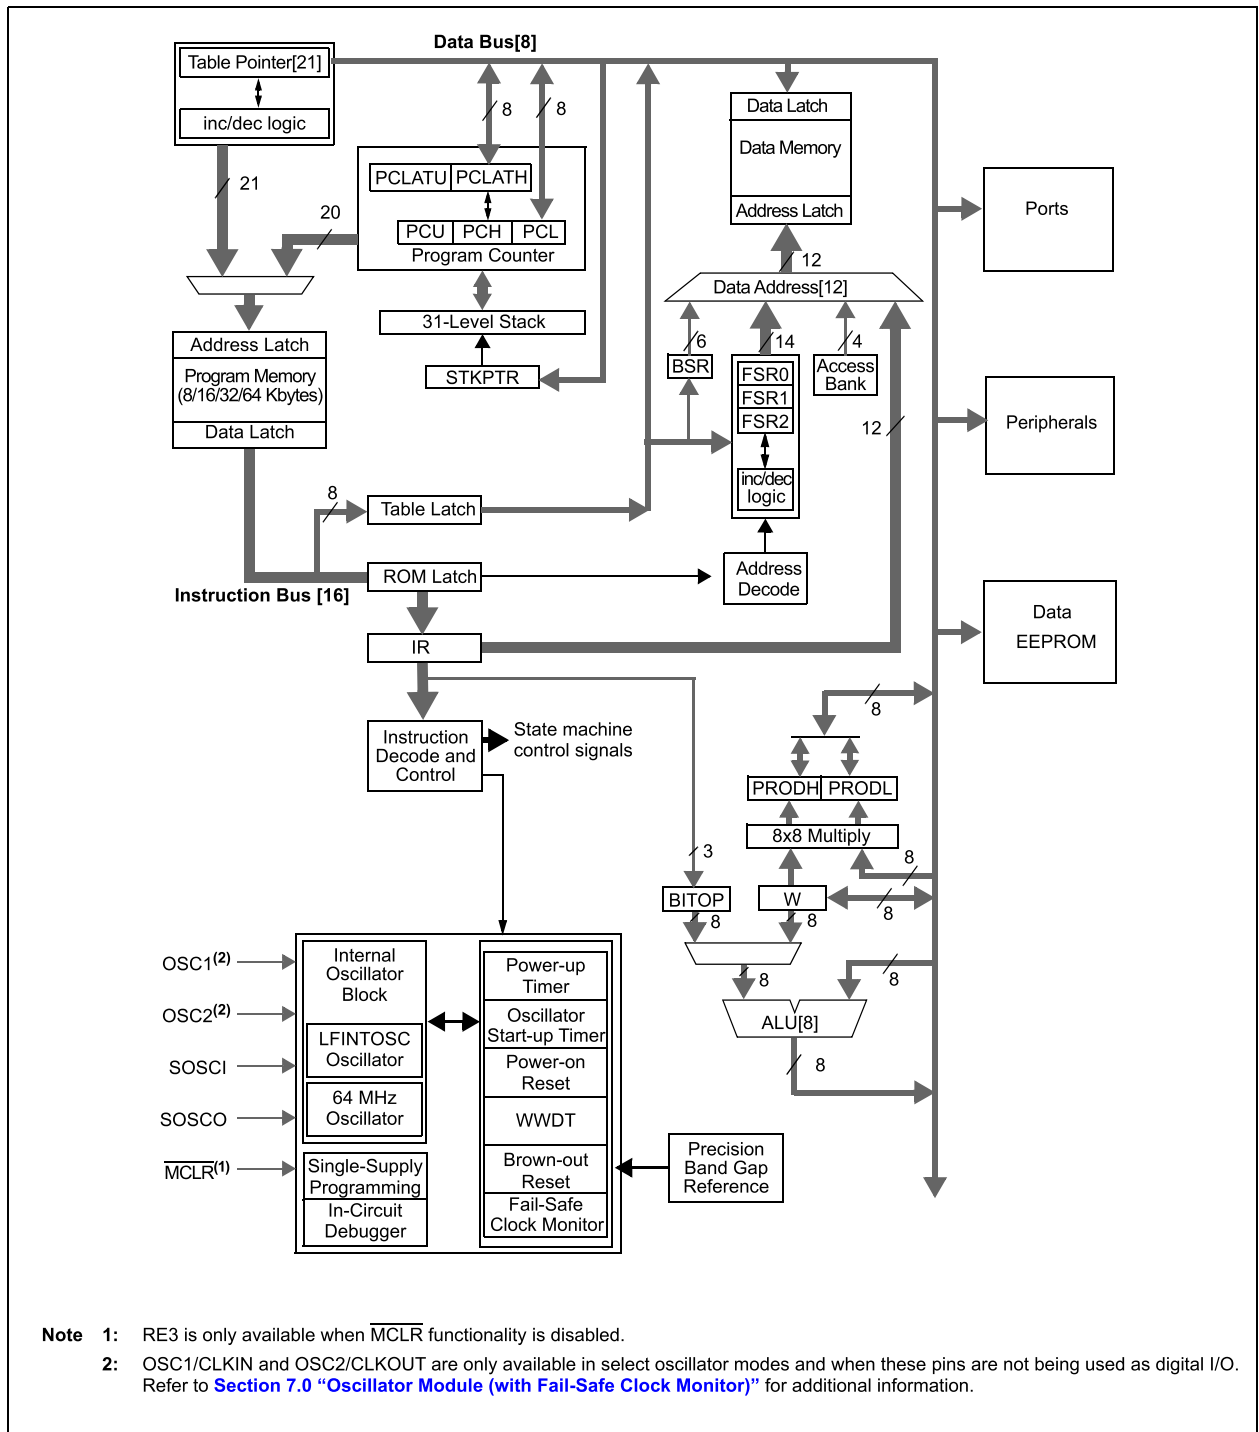 Data Bus[8]
Table Pointer[21]
inc/dec logic
21
20
8
8
PCLATU PCLATH
PCU PCH PCL
Program Counter
31-Level Stack
STKPTR
Address Latch
Program Memory
(8/16/32/64 Kbytes)
Data Latch
Data Latch
Data Memory
Address Latch
12
Data Address[12]
6
14
4
BSR
FSR0
FSR1
FSR2
inc/dec
logic
Access
Bank
12
Ports
Peripherals
Data
EEPROM
8
Table Latch
ROM Latch
Instruction Bus [16]
Address
Decode
IR
Instruction
Decode and
Control
State machine
control signals
8
PRODH PRODL
8x8 Multiply
8
3
BITOP
W
8
8
8
8
8
ALU[8]
8
OSC1(2)
OSC2(2)
SOSCI
SOSCO
MCLR(1)
Internal
Oscillator
Block
LFINTOSC
Oscillator
64 MHz
Oscillator
Single-Supply
Programming
In-Circuit
Debugger
Power-up
Timer
Oscillator
Start-up Timer
Power-on
Reset
WWDT
Brown-out
Reset
Fail-Safe
Clock Monitor
Precision
Band Gap
Reference
Note 1: RE3 is only available when MCLR functionality is disabled.
2: OSC1/CLKIN and OSC2/CLKOUT are only available in select oscillator modes and when these pins are not being used as digital I/O.
Refer to Section 7.0 “Oscillator Module (with Fail-Safe Clock Monitor)” for additional information.